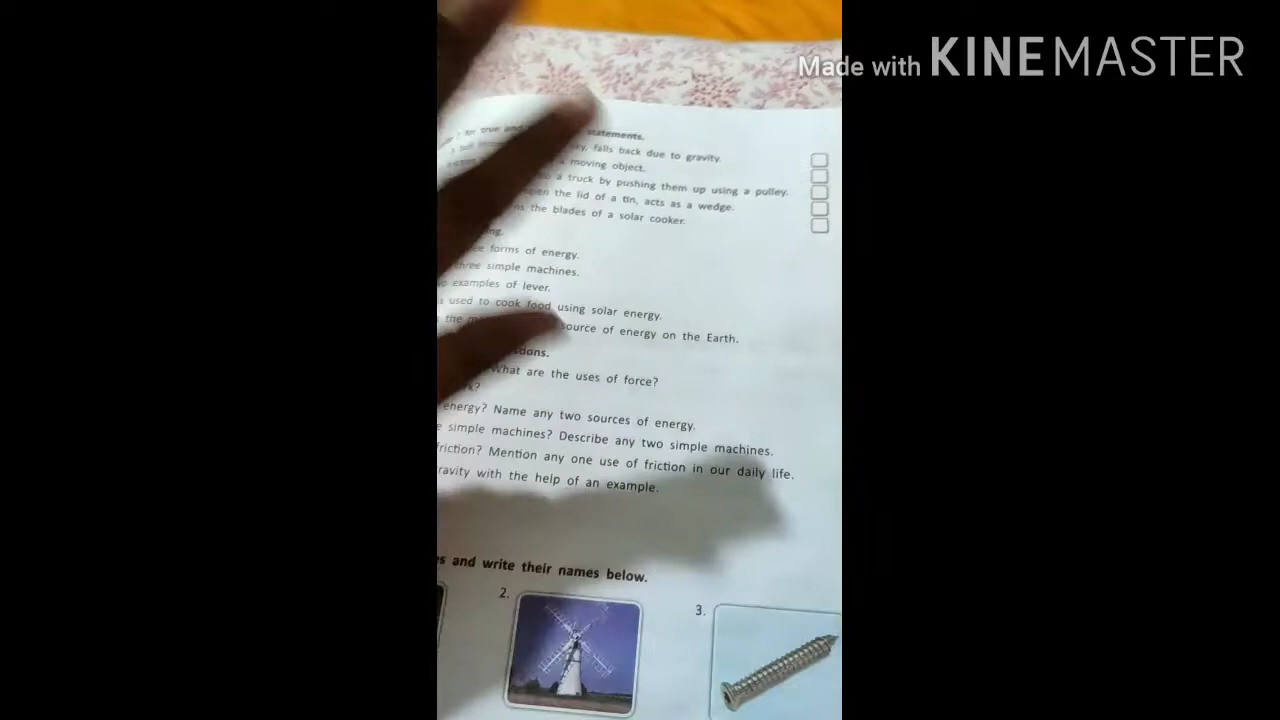 Made with KINEMASTER
for true and statements.
falls back due to gravity.
a moving object.
a truck by pushing them up using a pulley.
open the lid of a tin, acts as a wedge.
the blades of a solar cooker.
forms of energy.
three simple machines.
examples of lever.
used to cook food using solar energy.
the source of energy on the Earth.
What are the uses of force?
energy? Name any two sources of energy.
simple machines? Describe any two simple machines.
friction? Mention any one use of friction in our daily life.
with the help of an example.
and write their names below.
2.
3.